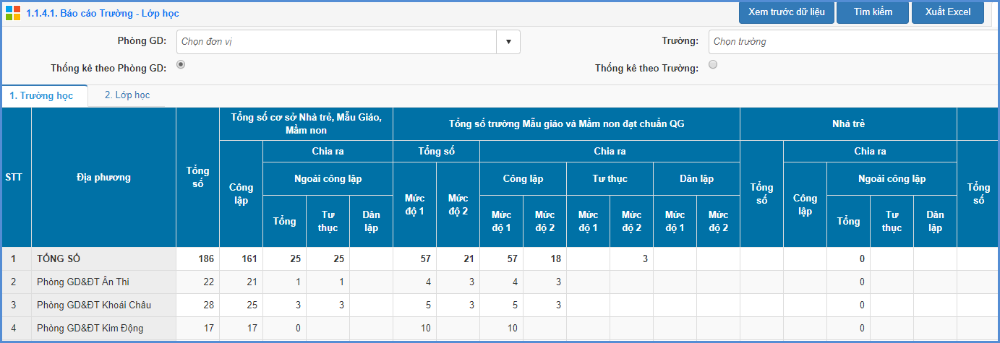 1.1.4.1. Báo cáo Trường - Lớp học
Xem trước dữ liệu
Tìm kiếm
Xuất Excel
Phòng GD: Chọn đơn vị
Trường: Chọn trường
Thống kê theo Phòng GD:
Thống kê theo Trường:
1. Trường học
2. Lớp học
STT
Địa phương
Tổng số
Tổng số cơ sở Nhà trẻ, Mẫu Giáo, Mầm non
Tổng số trường Mẫu giáo và Mầm non đạt chuẩn QG
Nhà trẻ
Công lập
Chia ra
Tổng số
Chia ra
Tổng số
Chia ra
Tổng số
Ngoài công lập
Mức độ 1
Mức độ 2
Công lập
Tư thục
Dân lập
Công lập
Ngoài công lập
Tổng
Tư thục
Dân lập
Mức độ 1
Mức độ 2
Mức độ 1
Mức độ 2
Mức độ 1
Mức độ 2
Tổng
Tư thục
Dân lập
1 TỔNG SỐ 186 161 25 25 57 21 57 18 3 0
2 Phòng GD&ĐT Ân Thi 22 21 1 1 4 3 4 3 0
3 Phòng GD&ĐT Khoái Châu 28 25 3 3 5 3 5 3 0
4 Phòng GD&ĐT Kim Động 17 17 0 10 10 0